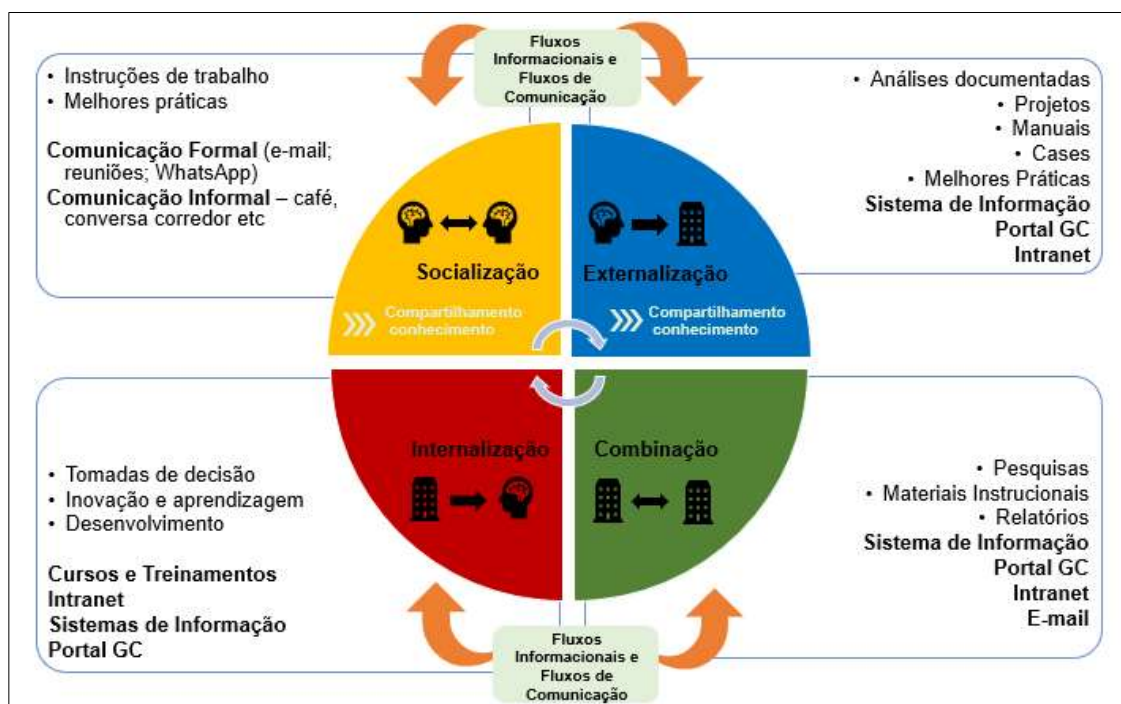 Fluxos
Informacionais e
Fluxos de
Comunicação
• Instruções de trabalho
• Melhores práticas
Comunicação Formal (e-mail;
reuniões; WhatsApp)
Comunicação Informal – café,
conversa corredor etc
• Análises documentadas
• Projetos
• Manuais
• Cases
• Melhores Práticas
Sistema de Informação
Portal GC
Intranet
Socialização
Compartilhamento
conhecimento
Externalização
Compartilhamento
conhecimento
Internalização
Combinação
• Tomadas de decisão
• Inovação e aprendizagem
• Desenvolvimento
Cursos e Treinamentos
Intranet
Sistemas de Informação
Portal GC
• Pesquisas
• Materiais Instrucionais
• Relatórios
Sistema de Informação
Portal GC
Intranet
E-mail
Fluxos
Informacionais e
Fluxos de
Comunicação